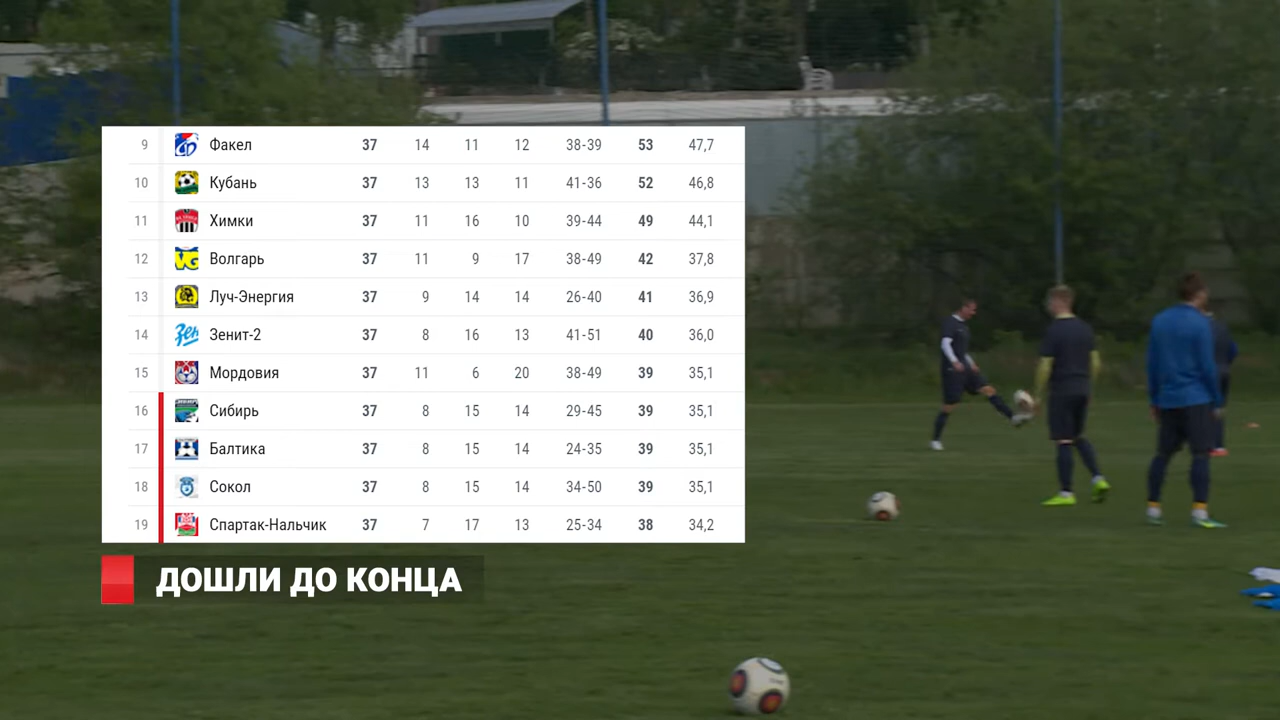 9 Факел 37 14 11 12 38-39 53 47,7
10 Кубань 37 13 13 11 41-36 52 46,8
11 Химки 37 11 16 10 39-44 49 44,1
12 Волгарь 37 11 9 17 38-49 42 37,8
13 Луч-Энергия 37 9 14 14 26-40 41 36,9
14 Зенит-2 37 8 16 13 41-51 40 36,0
15 Мордовия 37 11 6 20 38-49 39 35,1
16 Сибирь 37 8 15 14 29-45 39 35,1
17 Балтика 37 8 15 14 24-35 39 35,1
18 Сокол 37 8 15 14 34-50 39 35,1
19 Спартак-Нальчик 37 7 17 13 25-34 38 34,2
ДОШЛИ ДО КОНЦА